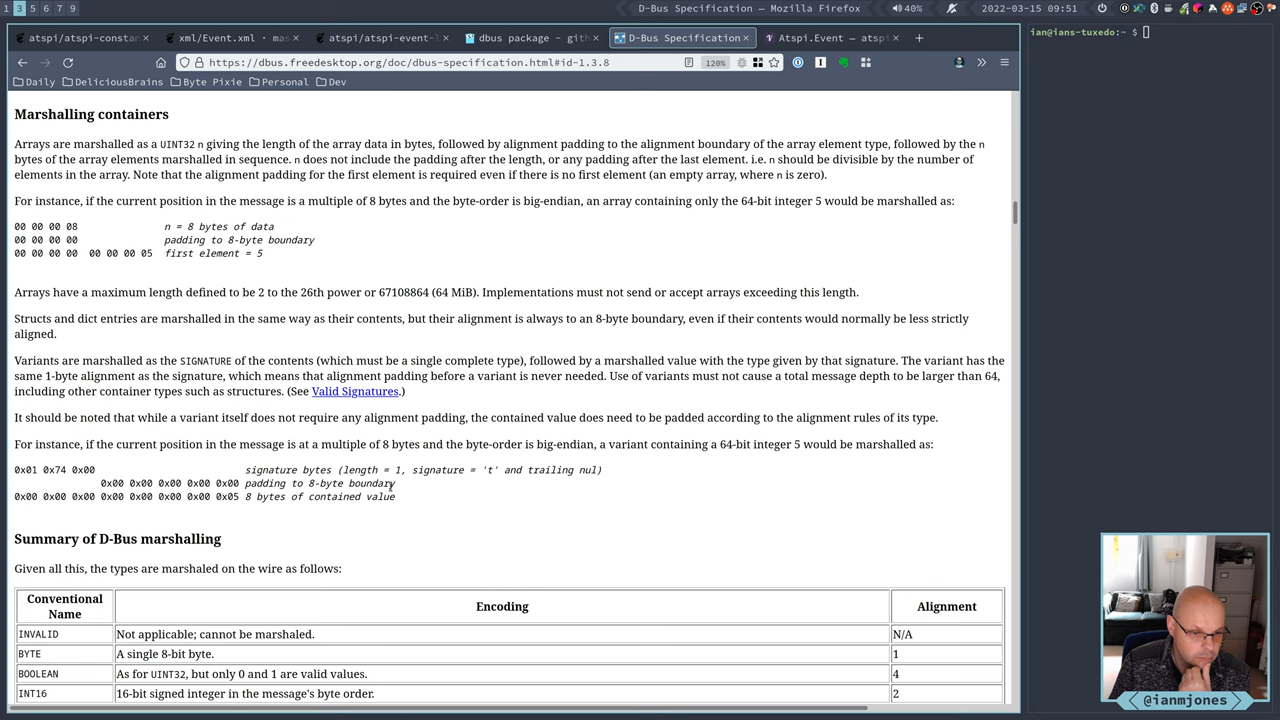 1 3 5 6 7 9
D-Bus Specification — Mozilla Firefox
40%
2022-03-15 09:51
atspi/atspi-constan
xml/Event.xml · mas
atspi/atspi-event-l
dbus package - gith
D-Bus Specification
Atspi.Event – atspi
https://dbus.freedesktop.org/doc/dbus-specification.html#id-1.3.8
120%
Daily
DeliciousBrains
Byte Pixie
Personal
Dev
ian@ians-tuxedo:~ $
Marshalling containers
Arrays are marshalled as a UINT32 n giving the length of the array data in bytes, followed by alignment padding to the alignment boundary of the array element type, followed by the n
bytes of the array elements marshalled in sequence. n does not include the padding after the length, or any padding after the last element. i.e. n should be divisible by the number of
elements in the array. Note that the alignment padding for the first element is required even if there is no first element (an empty array, where n is zero).
For instance, if the current position in the message is a multiple of 8 bytes and the byte-order is big-endian, an array containing only the 64-bit integer 5 would be marshalled as:
00 00 00 08 n = 8 bytes of data
00 00 00 00 padding to 8-byte boundary
00 00 00 00 00 00 00 05 first element = 5
Arrays have a maximum length defined to be 2 to the 26th power or 67108864 (64 MiB). Implementations must not send or accept arrays exceeding this length.
Structs and dict entries are marshalled in the same way as their contents, but their alignment is always to an 8-byte boundary, even if their contents would normally be less strictly
aligned.
Variants are marshalled as the SIGNATURE of the contents (which must be a single complete type), followed by a marshalled value with the type given by that signature. The variant has the
same 1-byte alignment as the signature, which means that alignment padding before a variant is never needed. Use of variants must not cause a total message depth to be larger than 64,
including other container types such as structures. (See Valid Signatures.)
It should be noted that while a variant itself does not require any alignment padding, the contained value does need to be padded according to the alignment rules of its type.
For instance, if the current position in the message is at a multiple of 8 bytes and the byte-order is big-endian, a variant containing a 64-bit integer 5 would be marshalled as:
0x01 0x74 0x00 signature bytes (length = 1, signature = 't' and trailing nul)
0x00 0x00 0x00 0x00 0x00 padding to 8-byte boundary
0x00 0x00 0x00 0x00 0x00 0x00 0x00 0x05 8 bytes of contained value
Summary of D-Bus marshalling
Given all this, the types are marshaled on the wire as follows:
Conventional
Name
Encoding
Alignment
INVALID Not applicable; cannot be marshaled. N/A
BYTE A single 8-bit byte. 1
BOOLEAN As for UINT32, but only 0 and 1 are valid values. 4
INT16 16-bit signed integer in the message's byte order. 2
@ianmjones